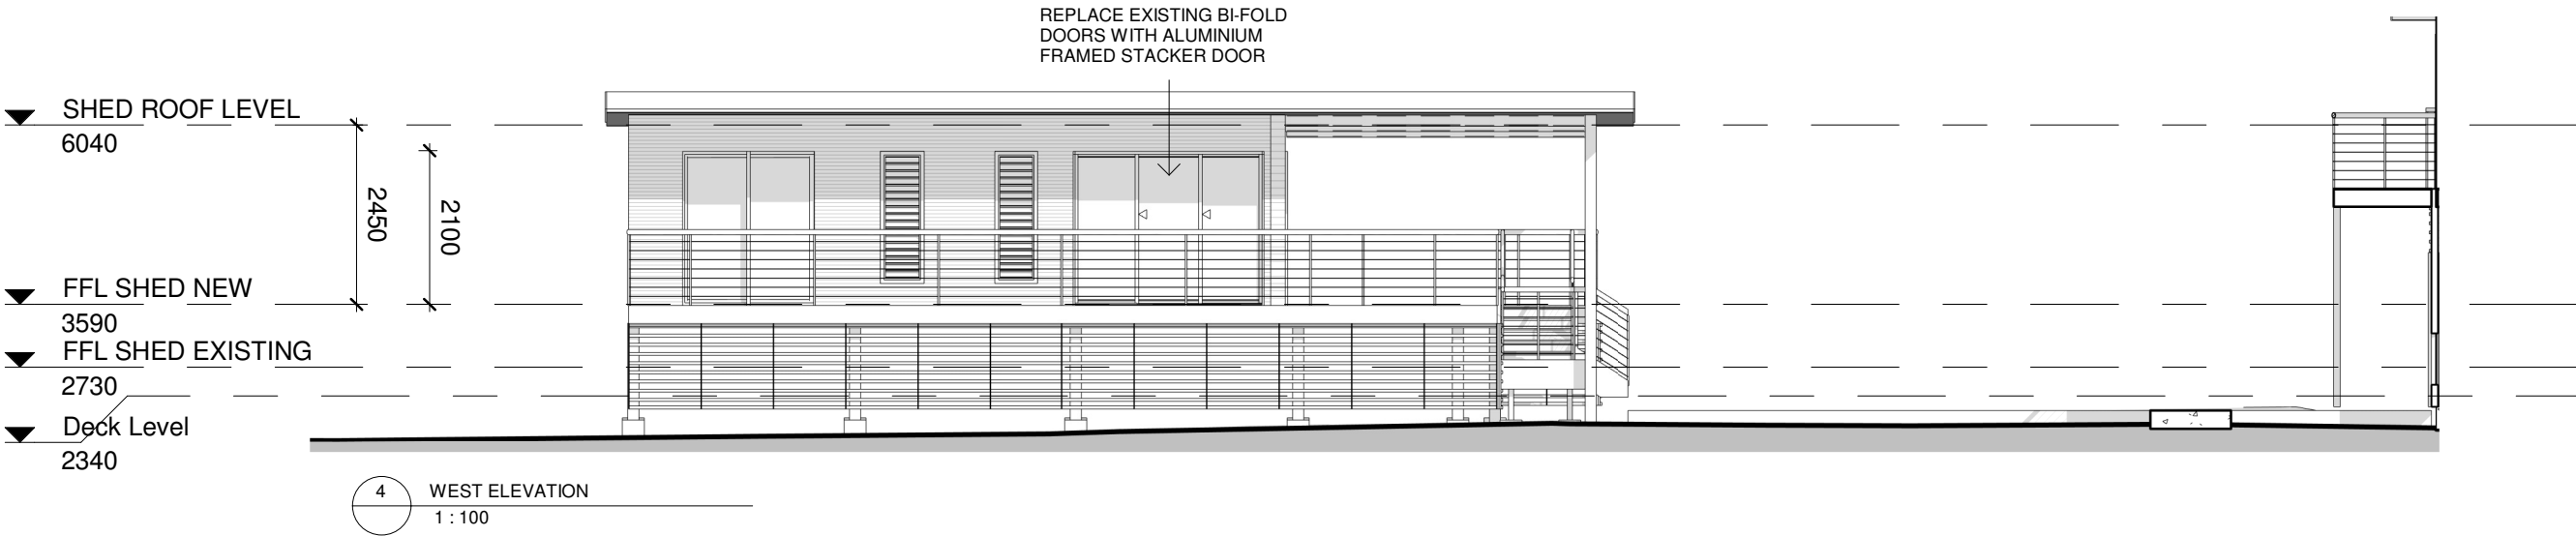 REPLACE EXISTING BI-FOLD
DOORS WITH ALUMINIUM
FRAMED STACKER DOOR
SHED ROOF LEVEL
6040
2450
2100
FFL SHED NEW
3590
FFL SHED EXISTING
2730
Deck Level
2340
4
WEST ELEVATION
1 : 100